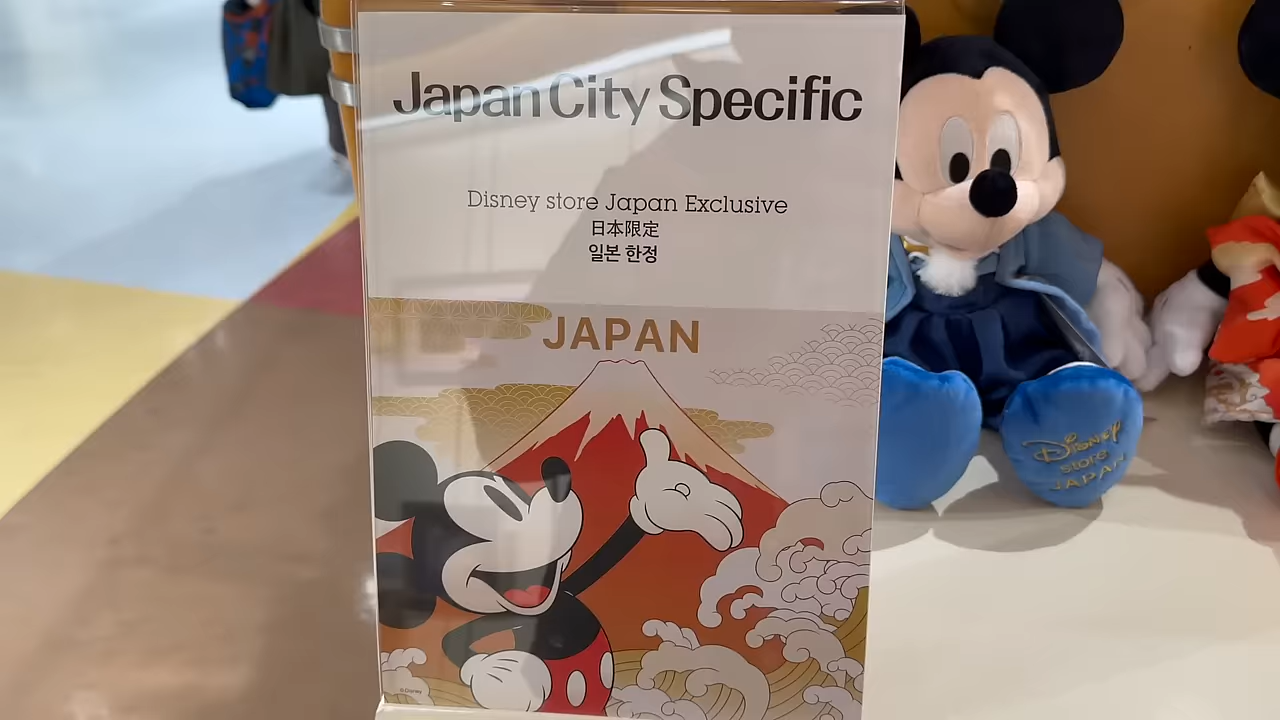 Japan City Specific
Disney store Japan Exclusive
日本限定
일본 한정
JAPAN
©Disney
Disney
store
JAPAN